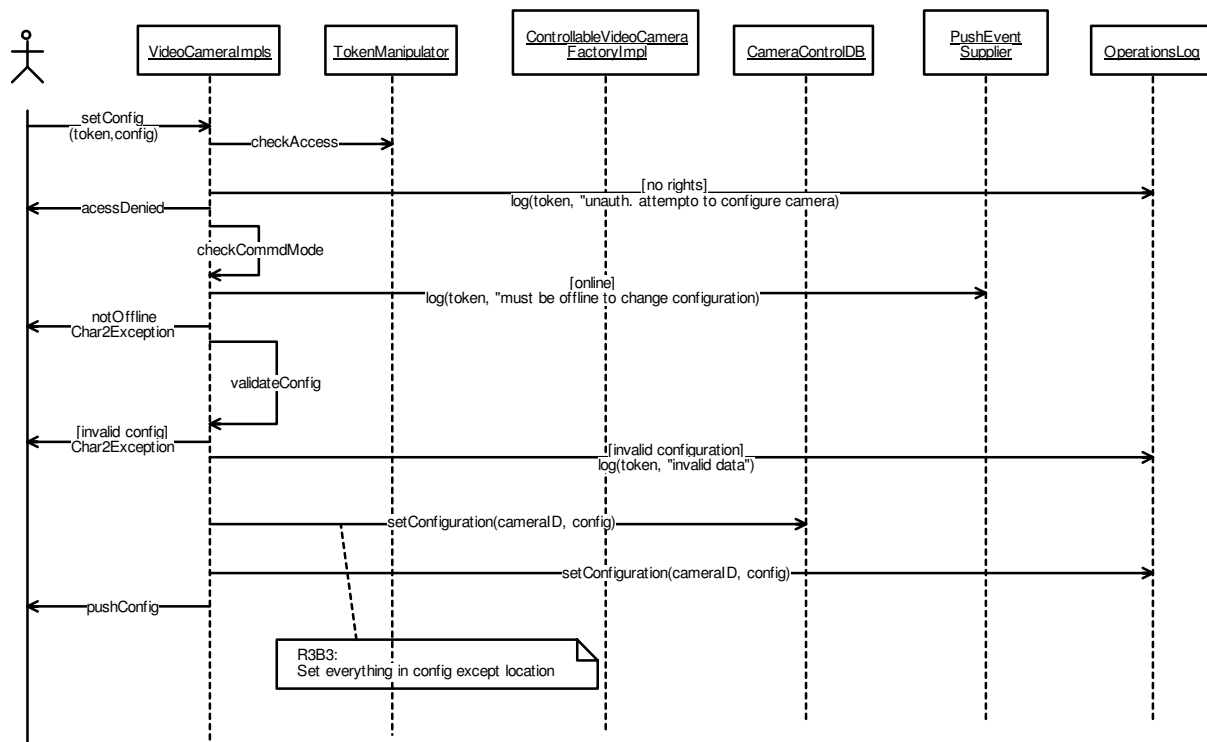 VideoCameraImpls
TokenManipulator
ControllableVideoCamera
FactoryImpl
CameraControlDB
PushEvent
Supplier
OperationsLog
setConfig
(token,config)
checkAccess
[no rights]
log(token, "unauth. attempto to configure camera)
acessDenied
checkCommdMode
[online]
log(token, "must be offline to change configuration)
notOffline
Char2Exception
validateConfig
[invalid config]
Char2Exception
[invalid configuration]
log(token, "invalid data")
setConfiguration(cameraID, config)
setConfiguration(cameraID, config)
pushConfig
R3B3:
Set everything in config except location